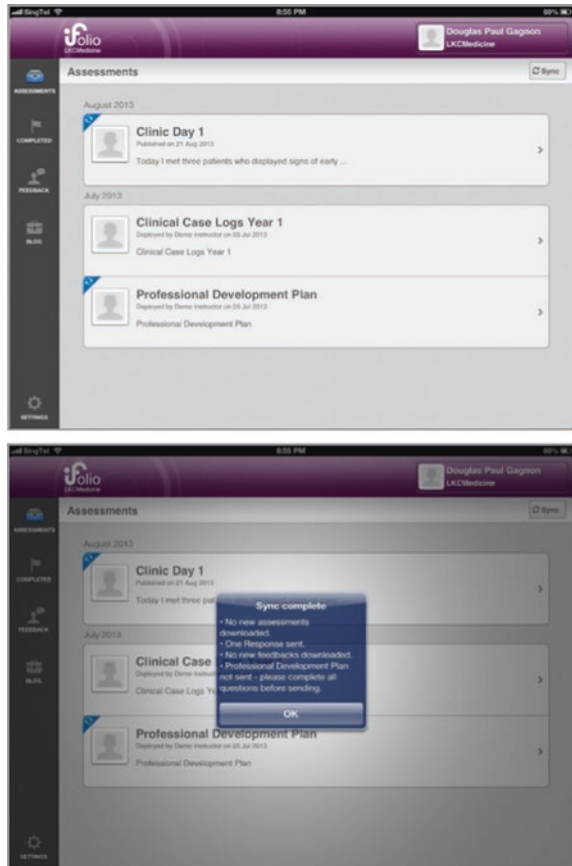 SingTel 8:55 PM 80%
iFolio
LKCMedicine
Douglas Paul Gagnon
LKCMedicine
Assessments
Sync
ASSESSMENTS
COMPLETED
FEEDBACK
BLOG
SETTINGS
August 2013
Clinic Day 1
Published on 21 Aug 2013
Today I met three patients who displayed signs of early ...
July 2013
Clinical Case Logs Year 1
Deployed by Demo Instructor on 05 Jul 2013
Clinical Case Logs Year 1
Professional Development Plan
Deployed by Demo Instructor on 05 Jul 2013
Professional Development Plan
SingTel 8:55 PM 80%
iFolio
LKCMedicine
Douglas Paul Gagnon
LKCMedicine
Assessments
Sync
ASSESSMENTS
COMPLETED
FEEDBACK
BLOG
SETTINGS
August 2013
Clinic Day 1
Published on 21 Aug 2013
Today I met three pat
July 2013
Clinical Case
Deployed by Demo Instruc
Clinical Case Logs Ye
Professional Development Plan
Deployed by Demo Instructor on 05 Jul 2013
Professional Development Plan
Sync complete
• No new assessments
downloaded.
• One Response sent.
• No new feedbacks downloaded.
• Professional Development Plan
not sent - please complete all
questions before sending.
OK